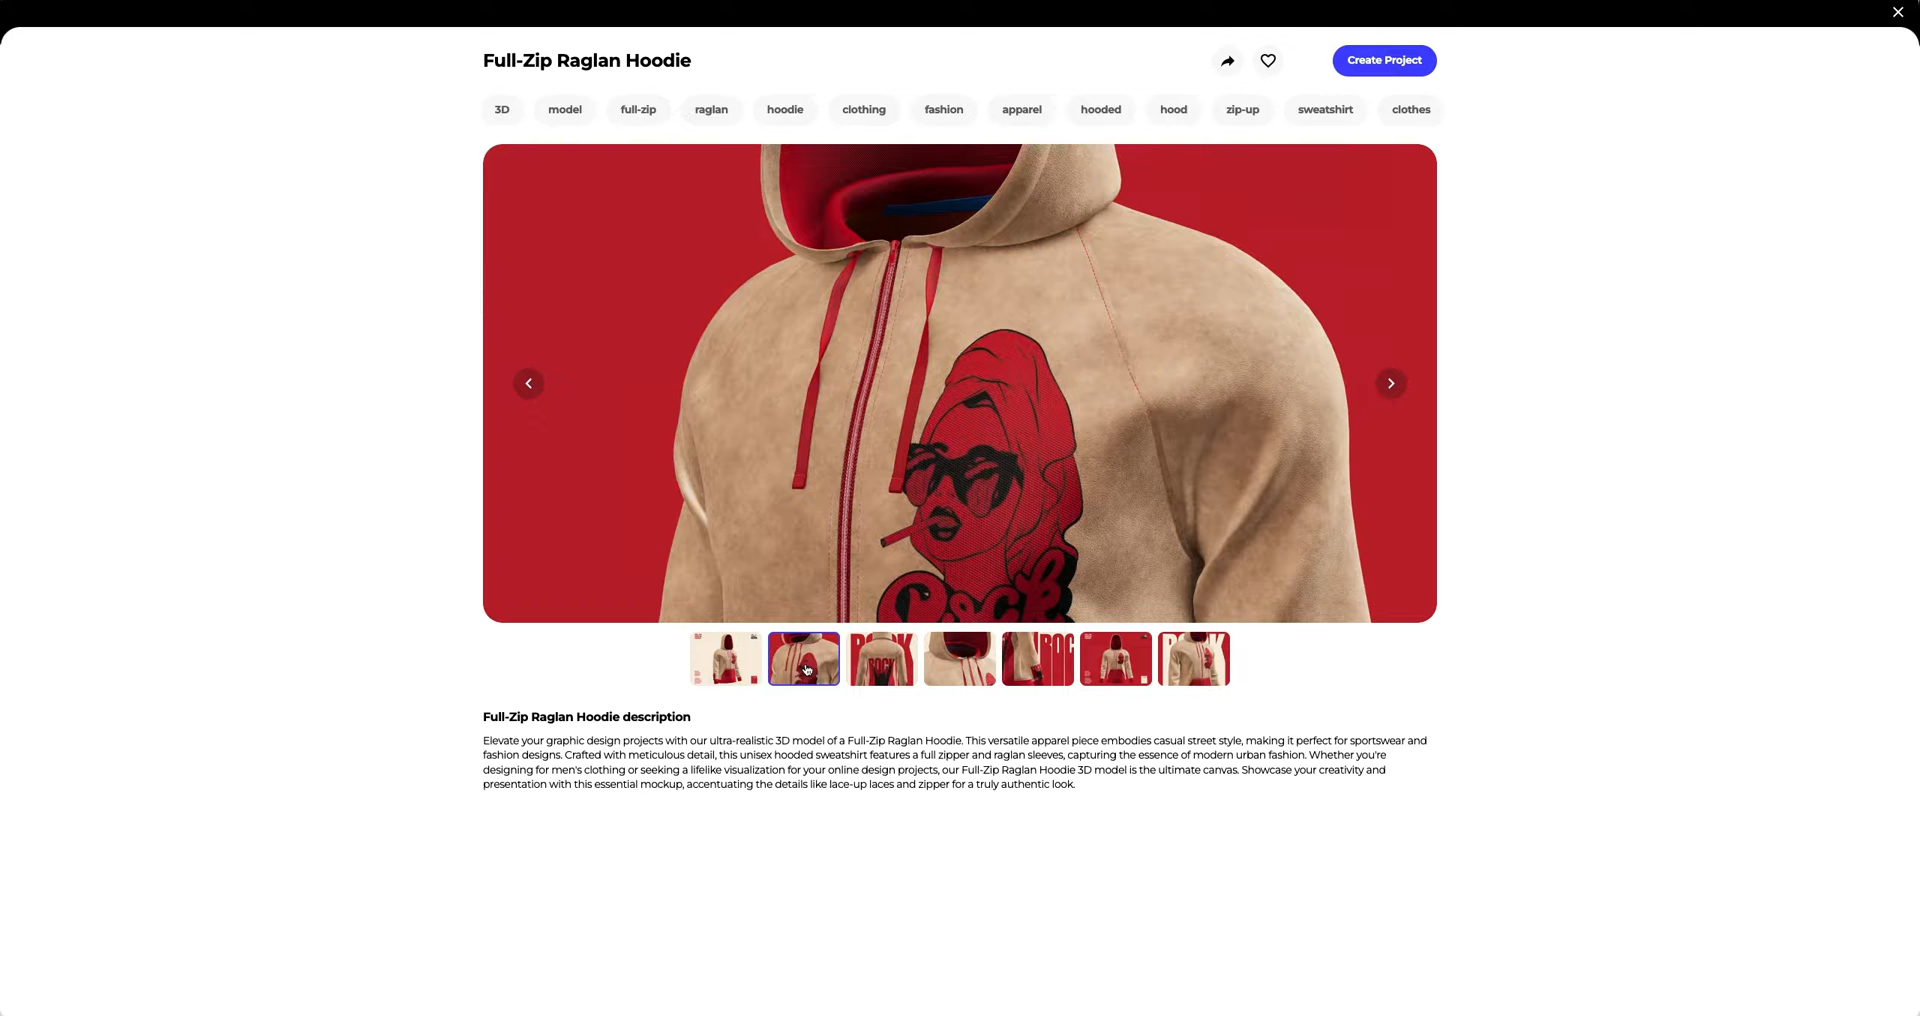 Full-Zip Raglan Hoodie
Create Project
3D model full-zip raglan hoodie clothing fashion apparel hooded hood zip-up sweatshirt clothes
Rock
ROCK
ROCK
ROC
ROCK
Full-Zip Raglan Hoodie description
Elevate your graphic design projects with our ultra-realistic 3D model of a Full-Zip Raglan Hoodie. This versatile apparel piece embodies casual street style, making it perfect for sportswear and
fashion designs. Crafted with meticulous detail, this unisex hooded sweatshirt features a full zipper and raglan sleeves, capturing the essence of modern urban fashion. Whether you're
designing for men's clothing or seeking a lifelike visualization for your online design projects, our Full-Zip Raglan Hoodie 3D model is the ultimate canvas. Showcase your creativity and
presentation with this essential mockup, accentuating the details like lace-up laces and zipper for a truly authentic look.